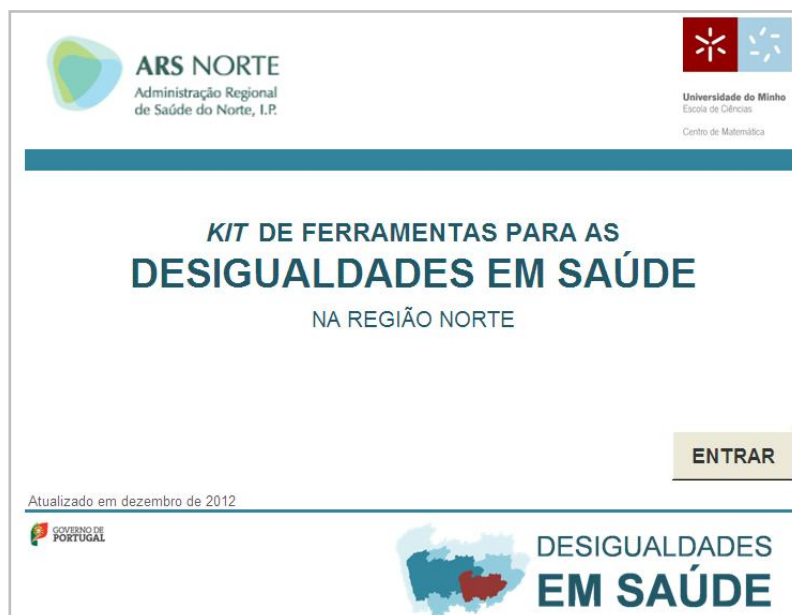 ARS NORTE
Administração Regional
de Saúde do Norte, I.P.
Universidade do Minho
Escola de Ciências
Centro de Matemática
KIT DE FERRAMENTAS PARA AS
DESIGUALDADES EM SAÚDE
NA REGIÃO NORTE
ENTRAR
Atualizado em dezembro de 2012
GOVERNO DE
PORTUGAL
DESIGUALDADES
EM SAÚDE